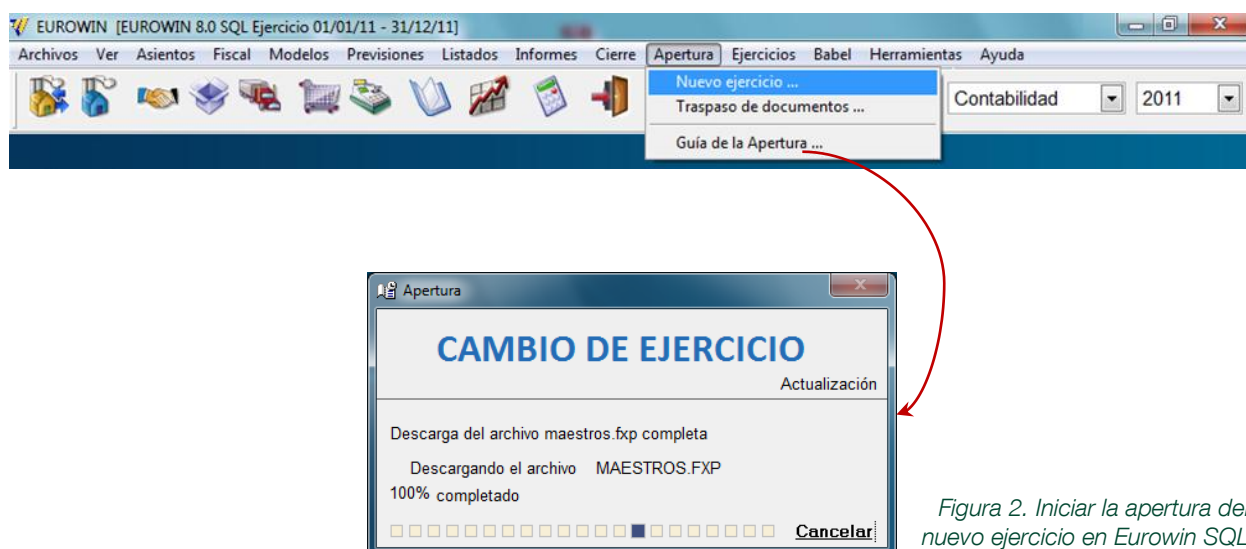 EUROWIN [EUROWIN 8.0 SQL Ejercicio 01/01/11 - 31/12/11]
Archivos Ver Asientos Fiscal Modelos Previsiones Listados Informes Cierre Apertura Ejercicios Babel Herramientas Ayuda
Nuevo ejercicio ...
Traspaso de documentos ...
Guía de la Apertura ...
Contabilidad 2011
Apertura
CAMBIO DE EJERCICIO
Actualización
Descarga del archivo maestros.fxp completa
Descargando el archivo MAESTROS.FXP
100% completado
Cancelar
Figura 2. Iniciar la apertura del
nuevo ejercicio en Eurowin SQL